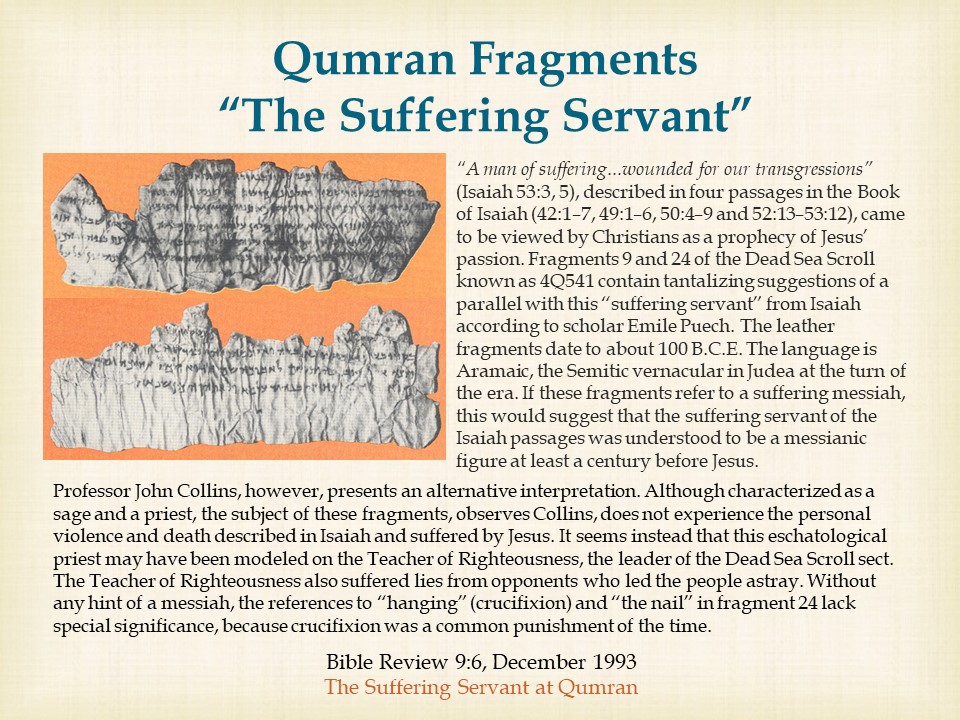 Qumran Fragments
“The Suffering Servant”
“A man of suffering...wounded for our transgressions”
(Isaiah 53:3, 5), described in four passages in the Book
of Isaiah (42:1–7, 49:1–6, 50:4–9 and 52:13–53:12), came
to be viewed by Christians as a prophecy of Jesus’
passion. Fragments 9 and 24 of the Dead Sea Scroll
known as 4Q541 contain tantalizing suggestions of a
parallel with this “suffering servant” from Isaiah
according to scholar Emile Puech. The leather
fragments date to about 100 B.C.E. The language is
Aramaic, the Semitic vernacular in Judea at the turn of
the era. If these fragments refer to a suffering messiah,
this would suggest that the suffering servant of the
Isaiah passages was understood to be a messianic
figure at least a century before Jesus.
Professor John Collins, however, presents an alternative interpretation. Although characterized as a
sage and a priest, the subject of these fragments, observes Collins, does not experience the personal
violence and death described in Isaiah and suffered by Jesus. It seems instead that this eschatological
priest may have been modeled on the Teacher of Righteousness, the leader of the Dead Sea Scroll sect.
The Teacher of Righteousness also suffered lies from opponents who led the people astray. Without
any hint of a messiah, the references to “hanging” (crucifixion) and “the nail” in fragment 24 lack
special significance, because crucifixion was a common punishment of the time.
Bible Review 9:6, December 1993
The Suffering Servant at Qumran